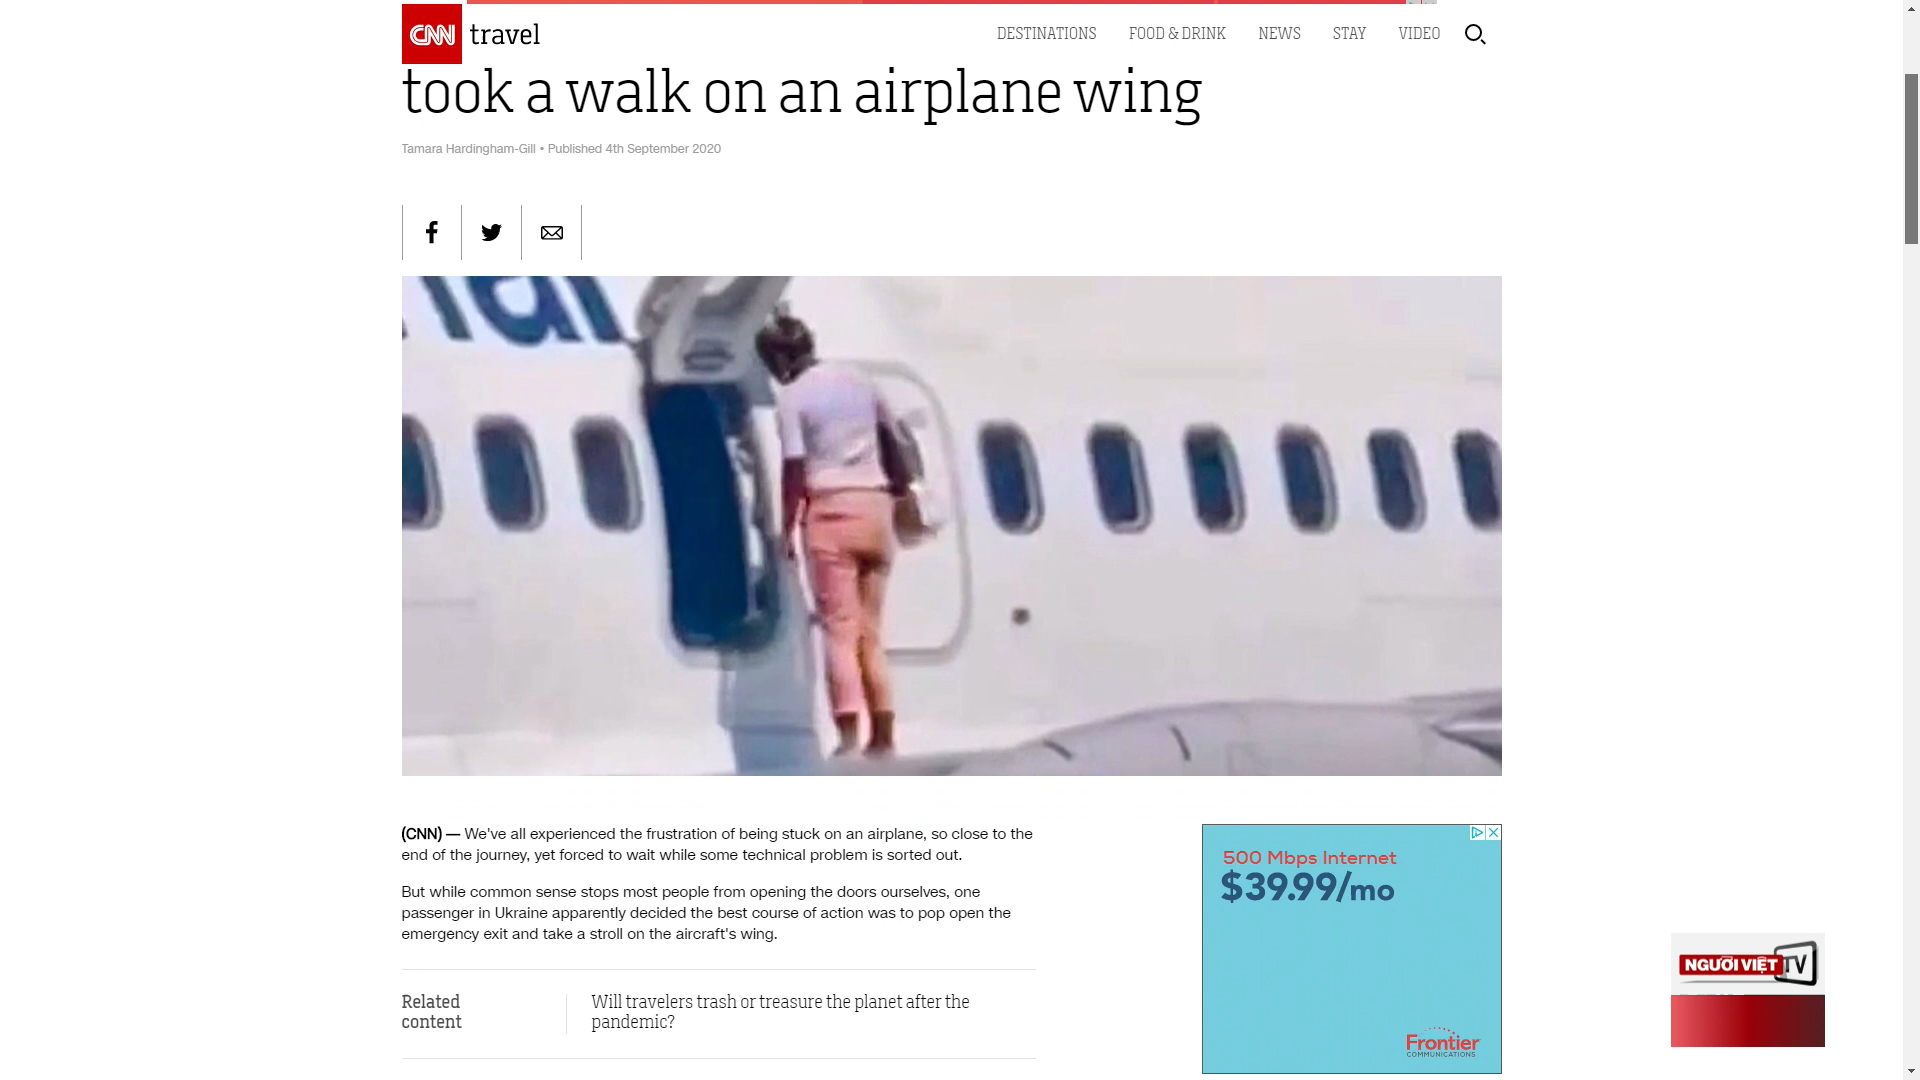 CNN travel
DESTINATIONS FOOD & DRINK NEWS STAY VIDEO
took a walk on an airplane wing
Tamara Hardingham-Gill • Published 4th September 2020
(CNN) — We've all experienced the frustration of being stuck on an airplane, so close to the
end of the journey, yet forced to wait while some technical problem is sorted out.
But while common sense stops most people from opening the doors ourselves, one
passenger in Ukraine apparently decided the best course of action was to pop open the
emergency exit and take a stroll on the aircraft's wing.
Related
content
Will travelers trash or treasure the planet after the
pandemic?
500 Mbps Internet
$39.99/mo
Frontier
COMMUNICATIONS
NGƯỜI VIỆT TV